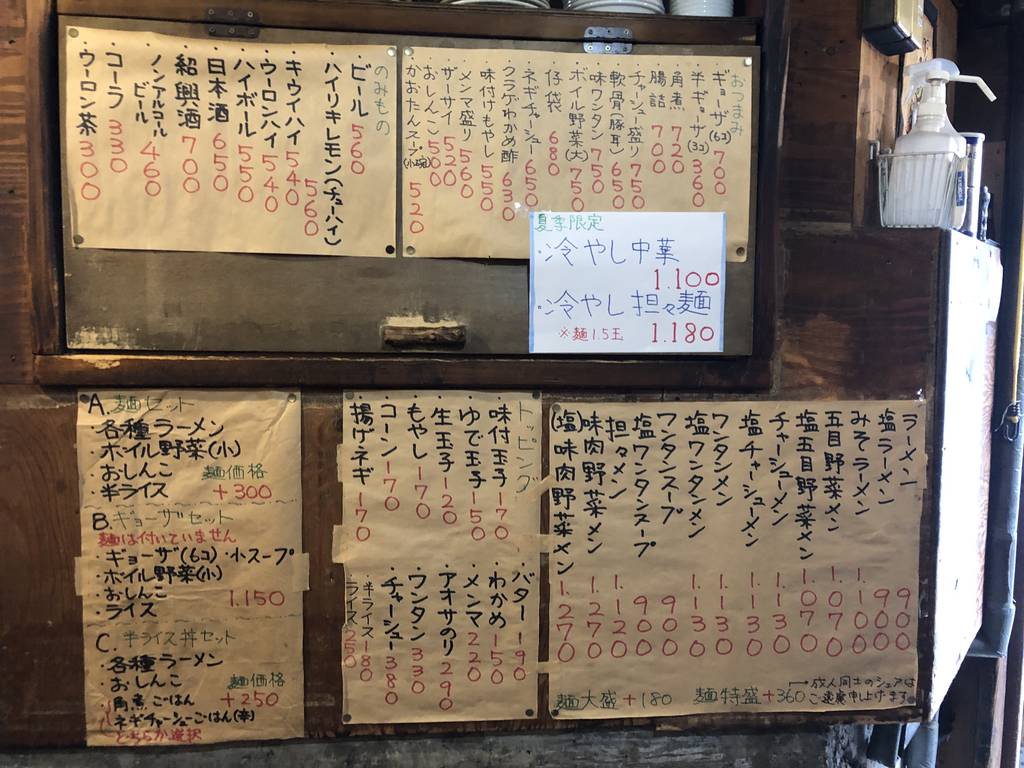 のみもの
・ビール 560
・ハイリキレモン(チューハイ) 560
・キウイハイ 540
・ウーロンハイ 540
・ハイボール 550
・日本酒 650
・紹興酒 700
・ノンアルコールビール 460
・コーラ 330
・ウーロン茶 300
おつまみ
・ギョーザ(6コ) 700
・半ギョーザ(3コ) 360
・角煮 720
・腸詰 700
・チャーシュー盛り 750
・軟骨(豚耳) 650
・味ワンタン 750
・ボイル野菜(大) 750
・仔袋 680
・ネギチャーシュー 650
・クラゲわかめ酢 630
・味付けもやし 550
・メンマ盛り 560
・ザーサイ 520
・おしんこ 500
・かおたんスープ(小碗) 520
夏季限定
・冷やし中華
1.100
・冷やし担々麺
※麺1.5玉 1.180
A.麺セット
・各種ラーメン
・ボイル野菜(小)
・おしんこ 麺価格
・半ライス +300
B.ギョーザセット
麺は付いていません
・ギョーザ(6コ)・小スープ
・ボイル野菜(小)
・おしんこ
・ライス 1.150
C.半ライス丼セット
・各種ラーメン
・おしんこ 麺価格
・角煮ごはん +250
・ネギチャーシューごはん(辛)
どちらか選択
トッピング
・味付玉子 170
・ゆで玉子 150
・生玉子 120
・もやし 170
・コーン 170
・揚げネギ 170
・バター 190
・わかめ 150
・メンマ 220
・アオサのり 290
・ワンタン 330
・チャーシュー 380
・半ライス 180
ライス 250
・ラーメン 900
・塩ラーメン 900
・みそラーメン 1.000
・五目野菜メン 1.070
・塩五目野菜メン 1.070
・チャーシューメン 1.130
・塩チャーシューメン 1.130
・ワンタンメン 1.130
・塩ワンタンメン 1.130
・ワンタンスープ 900
・塩ワンタンスープ 900
・担々メン 1.120
・味肉野菜メン 1.270
・(塩)味肉野菜メン 1.270
麺大盛+180 麺特盛+360
→成人同士のシェアは
ご遠慮申し上げます